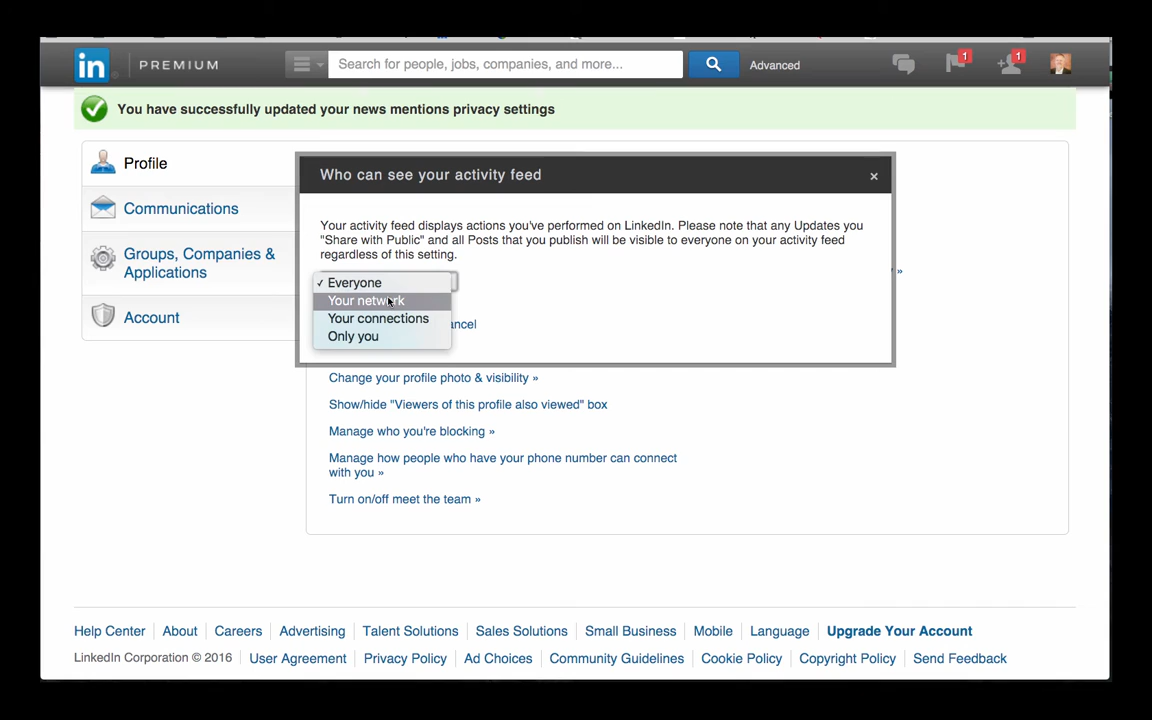 in PREMIUM Search for people, jobs, companies, and more... Advanced 1 1
You have successfully updated your news mentions privacy settings
Profile
Communications
Groups, Companies &
Applications
Account
Who can see your activity feed ×
Your activity feed displays actions you've performed on LinkedIn. Please note that any Updates you
"Share with Public" and all Posts that you publish will be visible to everyone on your activity feed
regardless of this setting.
✓ Everyone
Your network
Your connections
Only you
ancel
»
Change your profile photo & visibility »
Show/hide "Viewers of this profile also viewed" box
Manage who you're blocking »
Manage how people who have your phone number can connect
with you »
Turn on/off meet the team »
Help Center About Careers Advertising Talent Solutions Sales Solutions Small Business Mobile Language Upgrade Your Account
LinkedIn Corporation © 2016 User Agreement Privacy Policy Ad Choices Community Guidelines Cookie Policy Copyright Policy Send Feedback